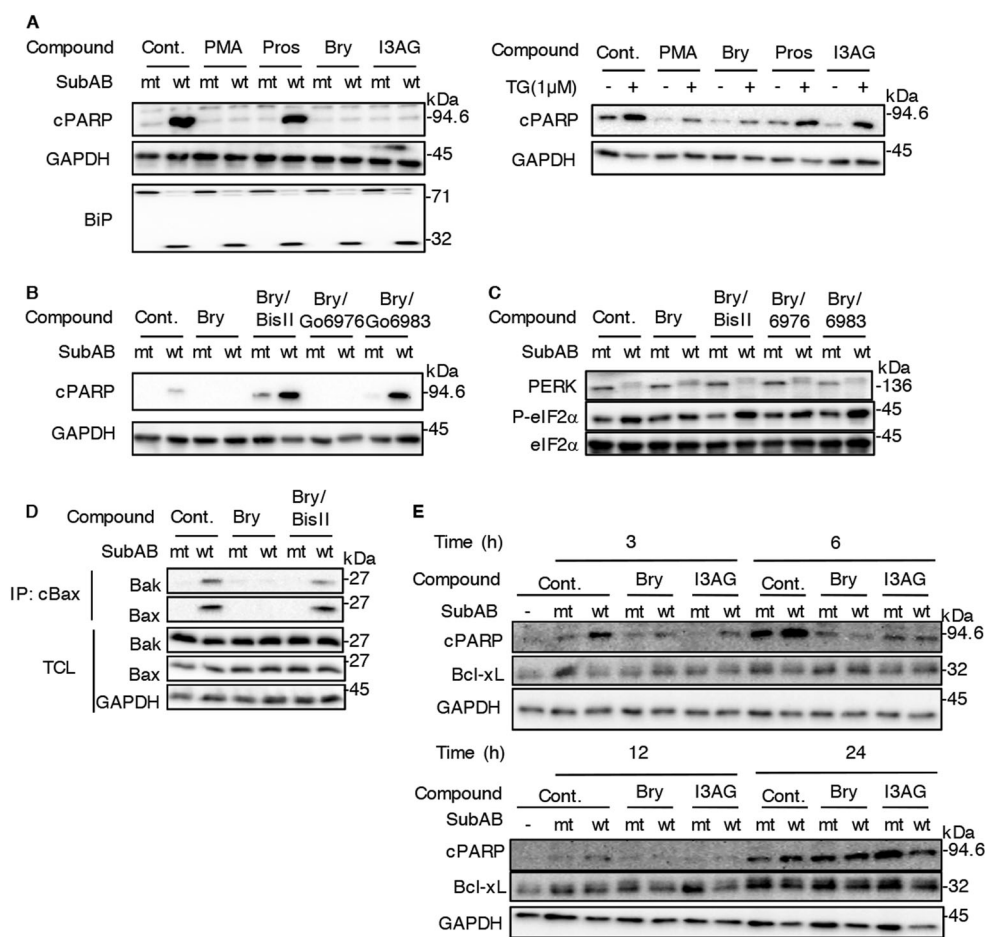 A
Compound Cont. PMA Pros Bry I3AG
SubAB mt wt mt wt mt wt mt wt mt wt
kDa
cPARP -94.6
GAPDH -45
BiP -71
-32
Compound Cont. PMA Bry Pros I3AG
TG(1μM) - + - + - + - + - +
kDa
cPARP -94.6
GAPDH -45
B
Compound Cont. Bry Bry/BisII Bry/Go6976 Bry/Go6983
SubAB mt wt mt wt mt wt mt wt mt wt
kDa
cPARP -94.6
GAPDH -45
C
Compound Cont. Bry Bry/BisII Bry/6976 Bry/6983
SubAB mt wt mt wt mt wt mt wt mt wt
kDa
PERK -136
P-eIF2α -45
eIF2α -45
D
Compound Cont. Bry Bry/BisII
SubAB mt wt mt wt mt wt
kDa
IP: cBax Bak -27
Bax -27
TCL Bak -27
Bax -27
GAPDH -45
E
Time (h) 3 6
Compound Cont. Bry I3AG Cont. Bry I3AG
SubAB - mt wt mt wt mt wt mt wt mt wt mt wt
kDa
cPARP -94.6
Bcl-xL -32
GAPDH -45
Time (h) 12 24
Compound Cont. Bry I3AG Cont. Bry I3AG
SubAB - mt wt mt wt mt wt mt wt mt wt mt wt
kDa
cPARP -94.6
Bcl-xL -32
GAPDH -45